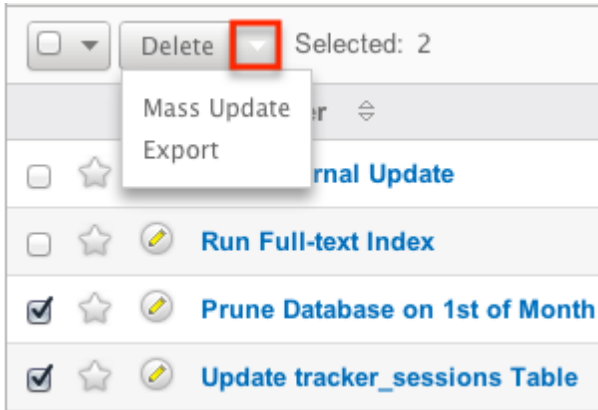 Delete Selected: 2
Mass Update
Export
Run Full-text Index
Prune Database on 1st of Month
Update tracker_sessions Table
Update